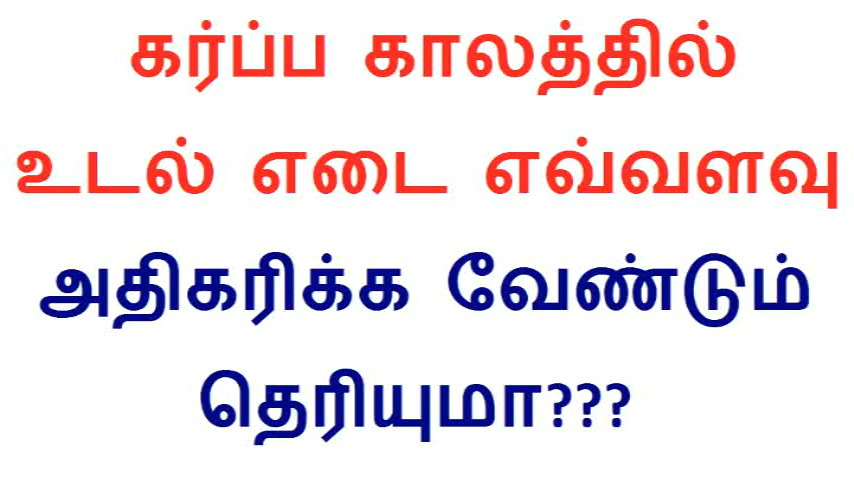 கர்ப்ப காலத்தில்
உடல் எடை எவ்வளவு
அதிகரிக்க வேண்டும்
தெரியுமா???